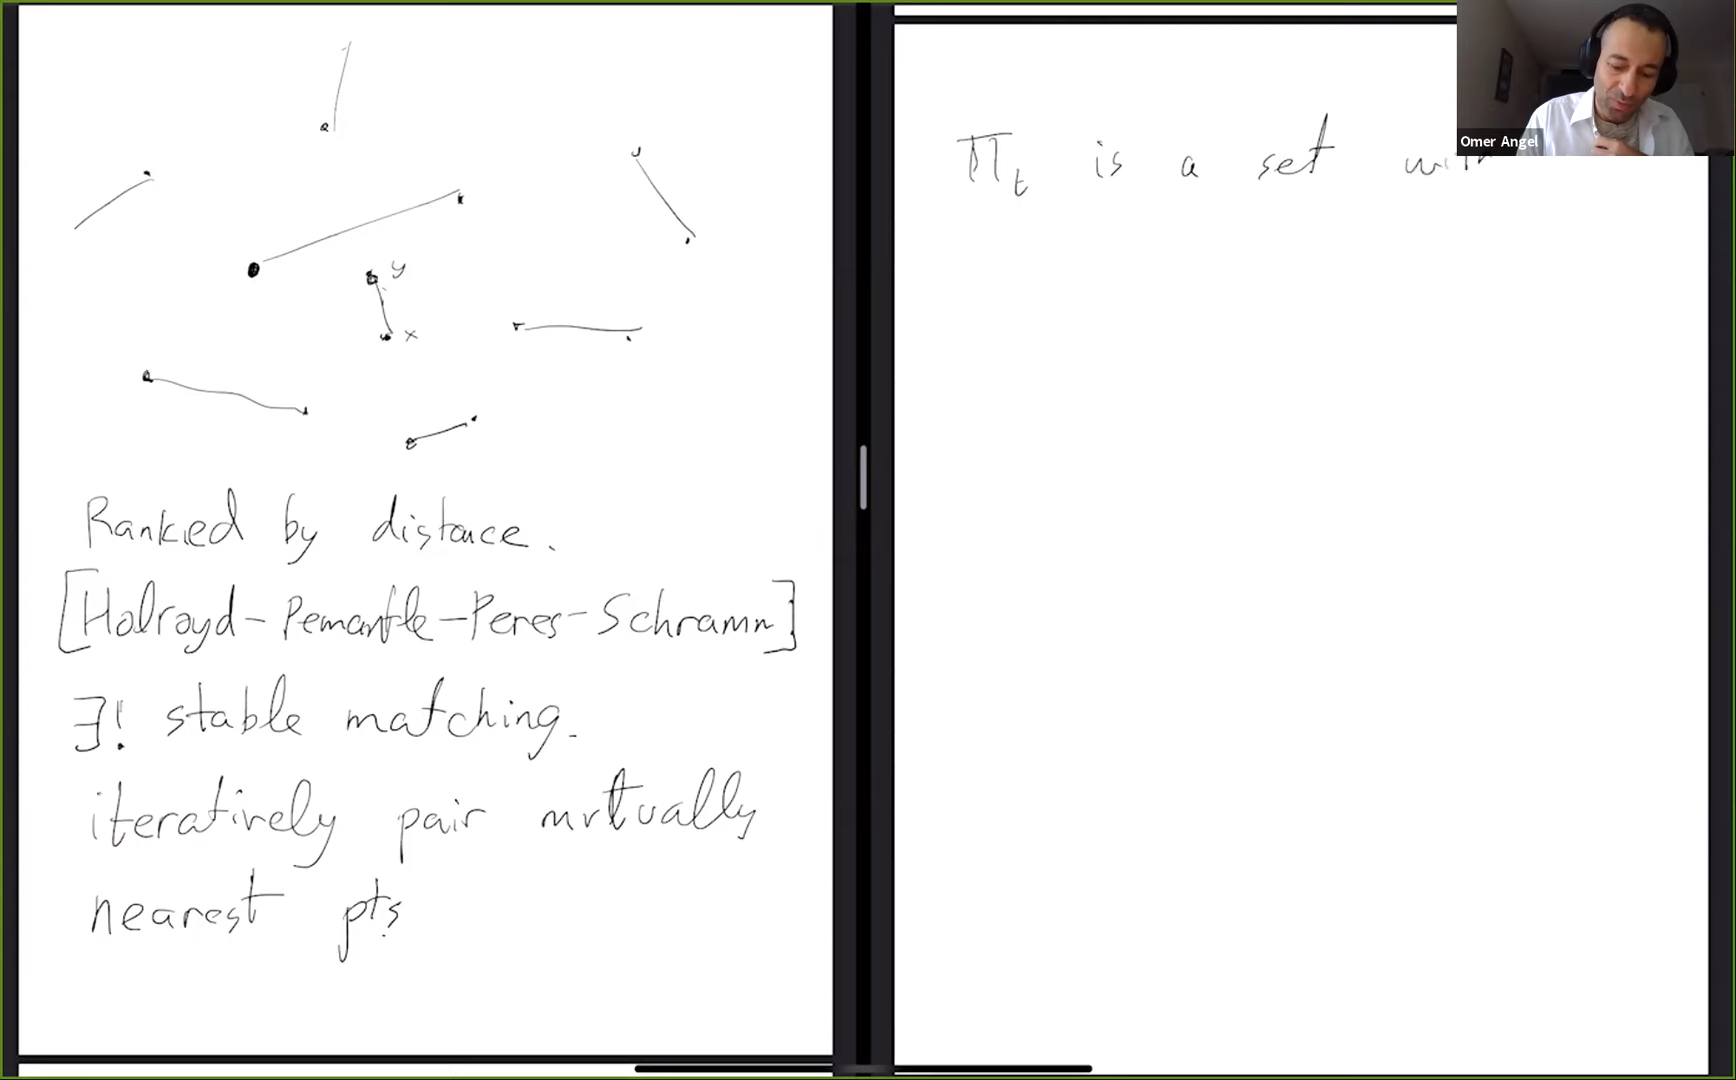 y
x
Ranked by distance.
[Holroyd-Pemantle-Peres-Schramm]
∃! stable matching.
iteratively pair mutually
nearest pts
Π_t is a set
Omer Angel